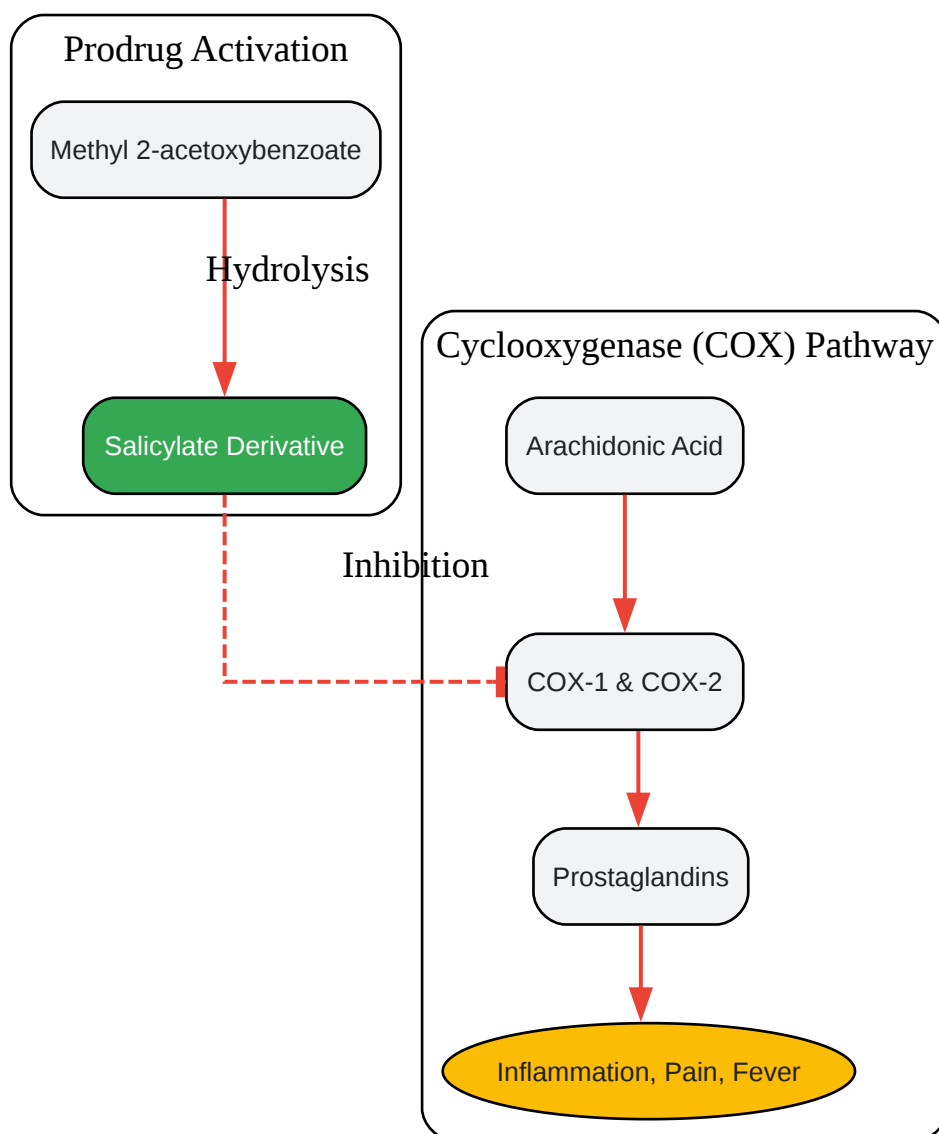 Prodrug Activation
Methyl 2-acetoxybenzoate
Hydrolysis
Salicylate Derivative
Inhibition
Cyclooxygenase (COX) Pathway
Arachidonic Acid
COX-1 & COX-2
Prostaglandins
Inflammation, Pain, Fever